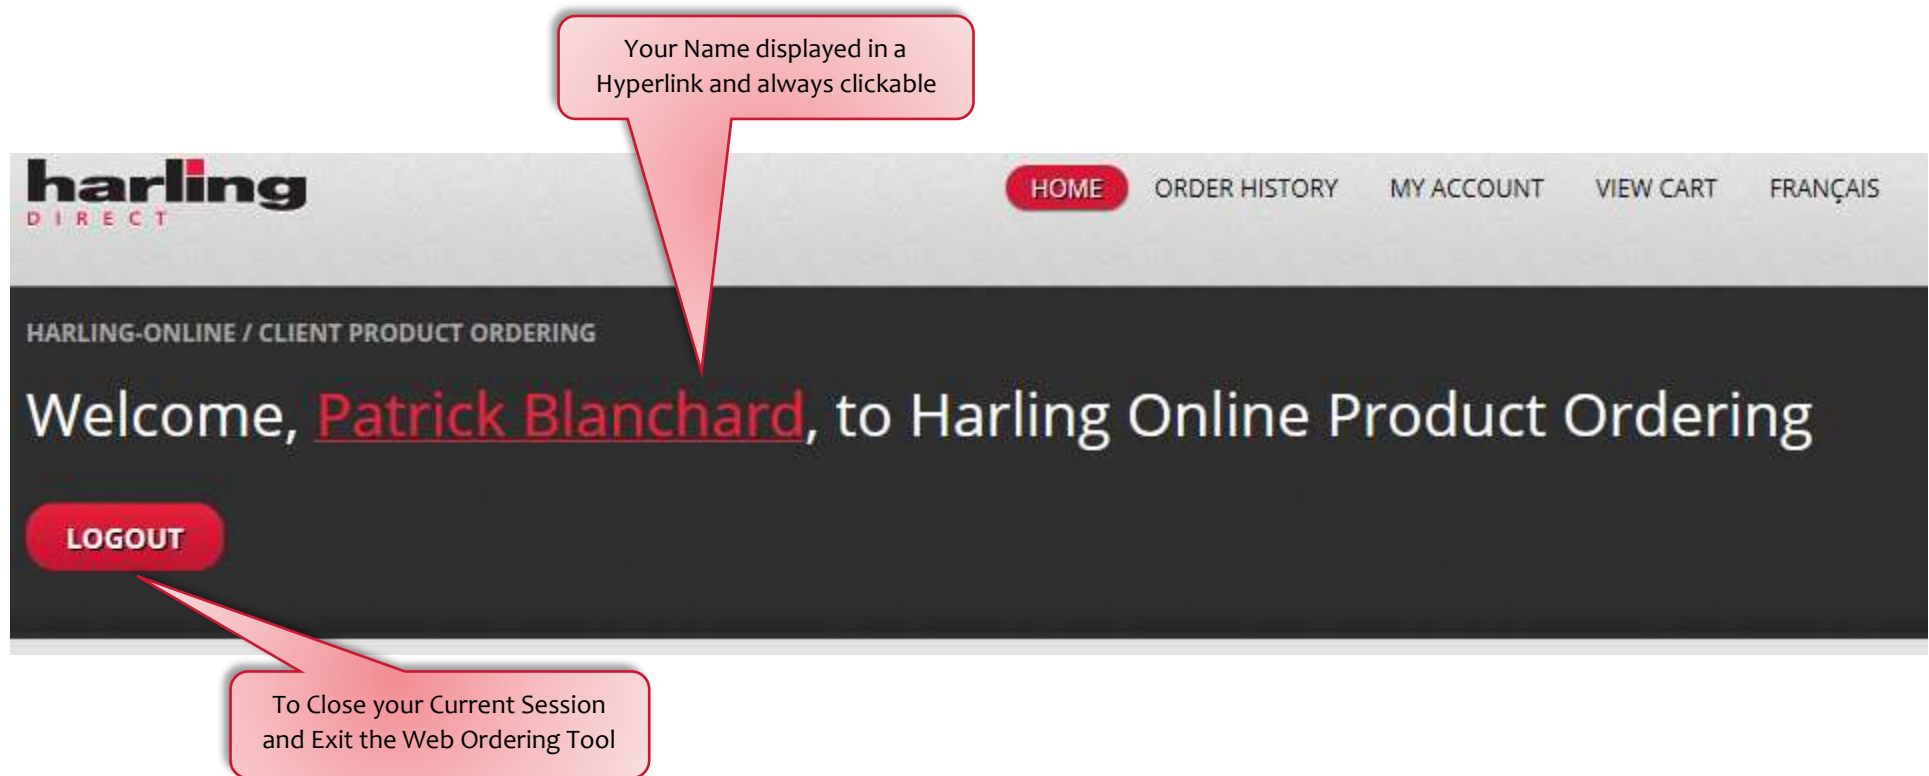 Your Name displayed in a
Hyperlink and always clickable
harling
DIRECT
HOME ORDER HISTORY MY ACCOUNT VIEW CART FRANÇAIS
HARLING-ONLINE / CLIENT PRODUCT ORDERING
Welcome, Patrick Blanchard, to Harling Online Product Ordering
LOGOUT
To Close your Current Session
and Exit the Web Ordering Tool